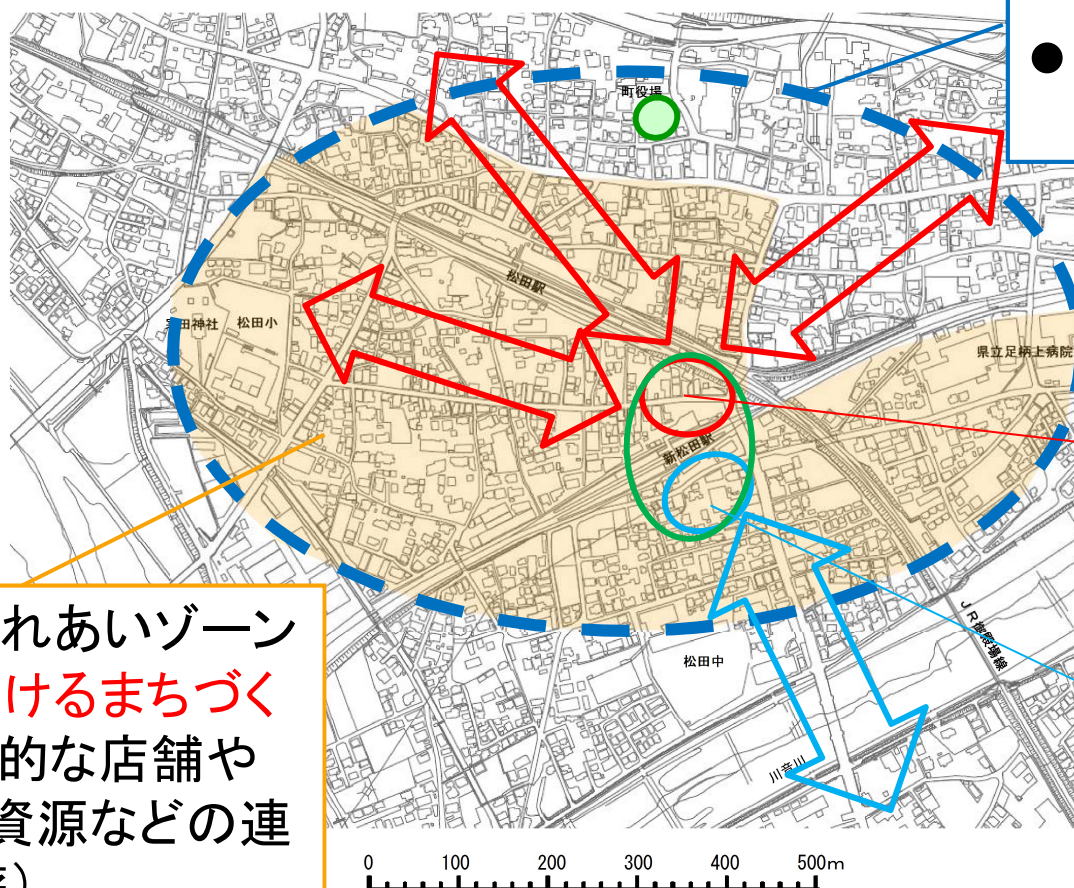 ●
町役場
松田駅
田神社
松田小
県立足柄上病院
新松田駅
JR御殿場線
松田中
川音川
れあいゾーン
けるまちづく
的な店舗や
資源などの連
0 100 200 300 400 500m